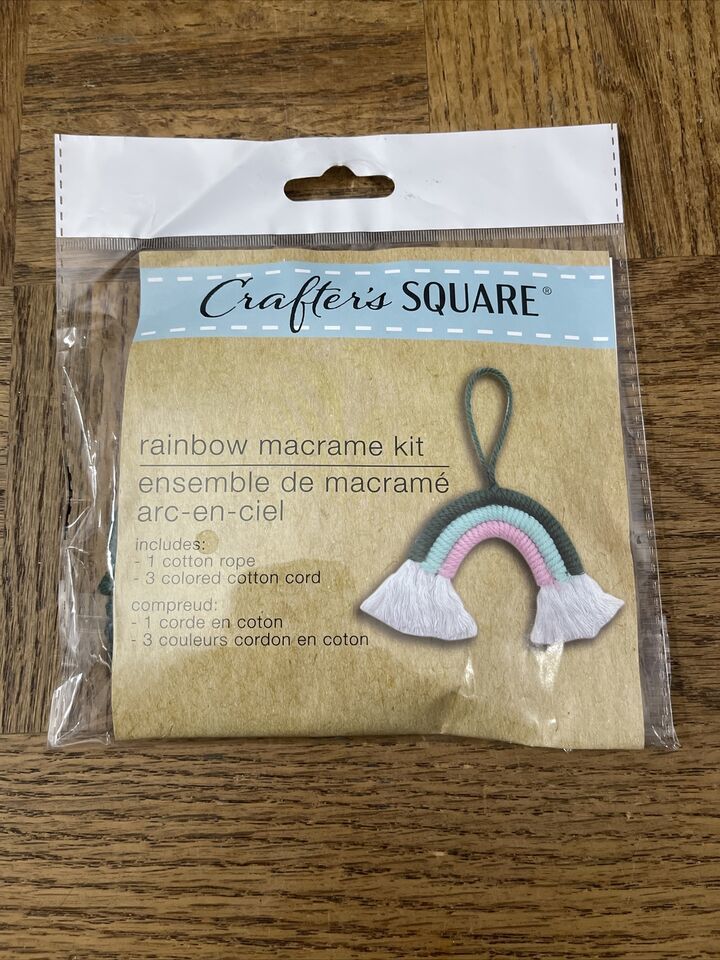 Crafter's SQUARE®
rainbow macrame kit
ensemble de macramé
arc-en-ciel
includes:
- 1 cotton rope
- 3 colored cotton cord
compreud:
- 1 corde en coton
- 3 couleurs cordon en coton